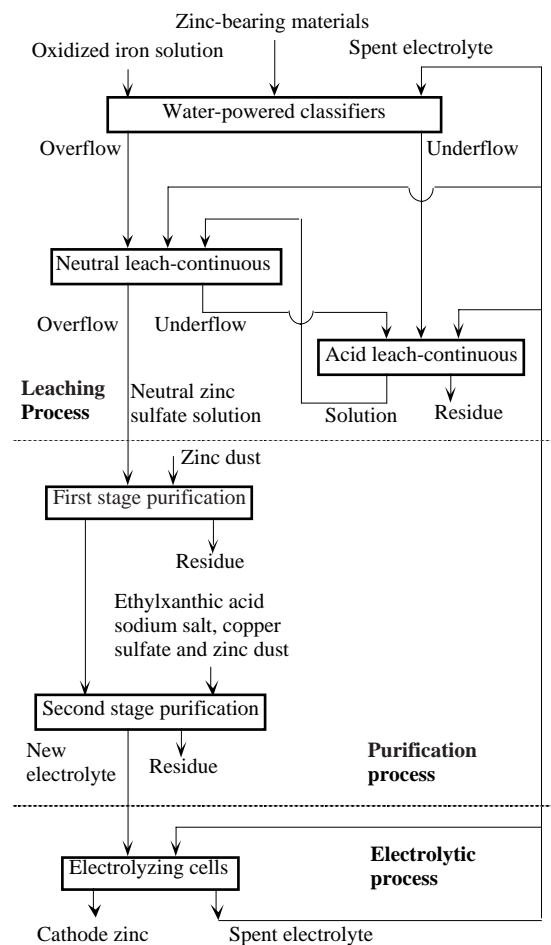 Zinc-bearing materials
Oxidized iron solution
Spent electrolyte
Water-powered classifiers
Overflow
Underflow
Neutral leach-continuous
Overflow
Underflow
Acid leach-continuous
Leaching
Process
Neutral zinc
sulfate solution
Solution
Residue
Zinc dust
First stage purification
Residue
Ethylxanthic acid
sodium salt, copper
sulfate and zinc dust
Second stage purification
New
electrolyte
Residue
Purification
process
Electrolyzing cells
Electrolytic
process
Cathode zinc
Spent electrolyte